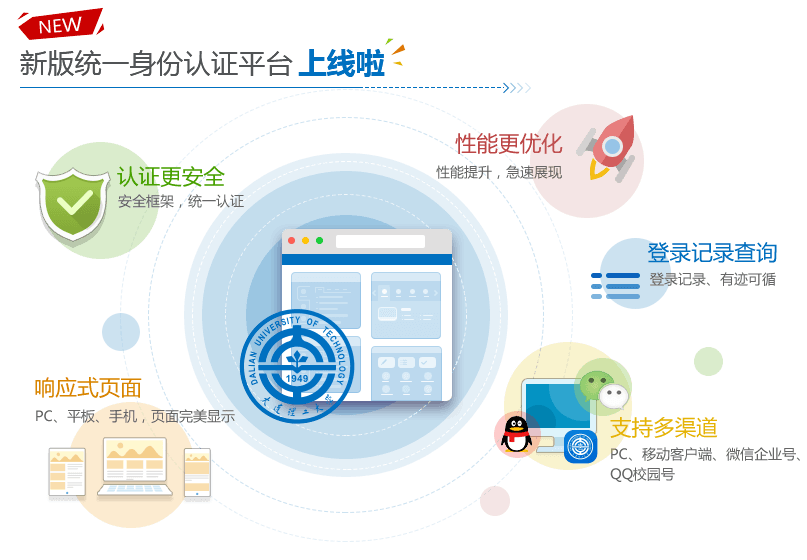 NEW
新版统一身份认证平台 上线啦
性能更优化
性能提升，急速展现
认证更安全
安全框架，统一认证
登录记录查询
登录记录、有迹可循
DALIAN UNIVERSITY OF TECHNOLOGY
1949
大连理工大学
响应式页面
PC、平板、手机，页面完美显示
支持多渠道
PC、移动客户端、微信企业号、
QQ校园号